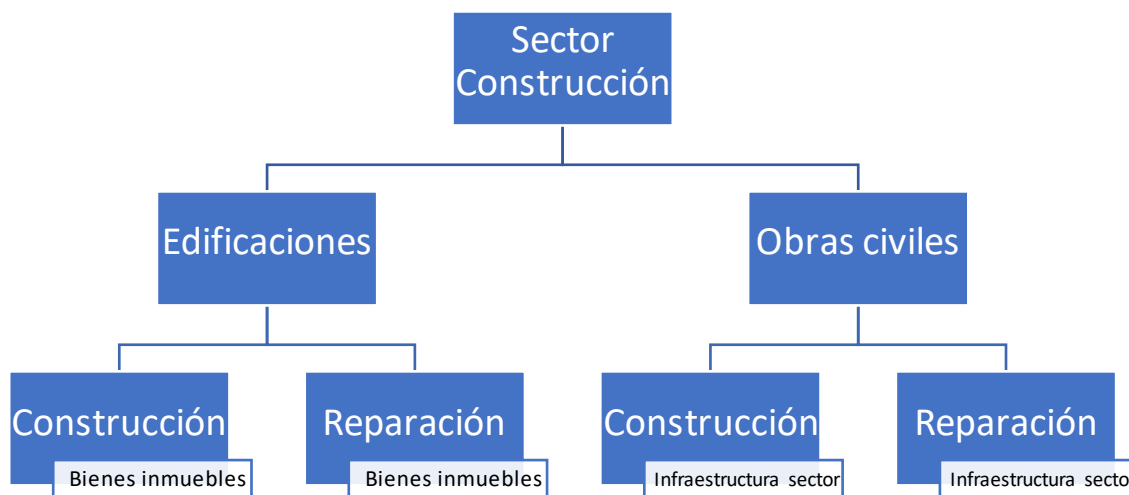 Sector
Construcción
Edificaciones
Obras civiles
Construcción
Reparación
Construcción
Reparación
Bienes inmuebles
Bienes inmuebles
Infraestructura sector
Infraestructura secto